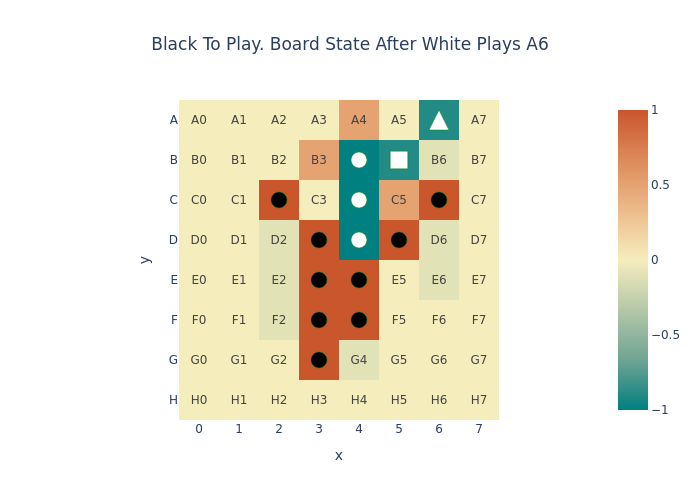 Black To Play. Board State After White Plays A6
A A0 A1 A2 A3 A4 A5 A7
B B0 B1 B2 B3 B6 B7
C C0 C1 C3 C5 C7
D D0 D1 D2 D6 D7
E E0 E1 E2 E5 E6 E7
F F0 F1 F2 F5 F6 F7
G G0 G1 G2 G4 G5 G6 G7
H H0 H1 H2 H3 H4 H5 H6 H7
0 1 2 3 4 5 6 7
x
y
1
0.5
0
−0.5
−1